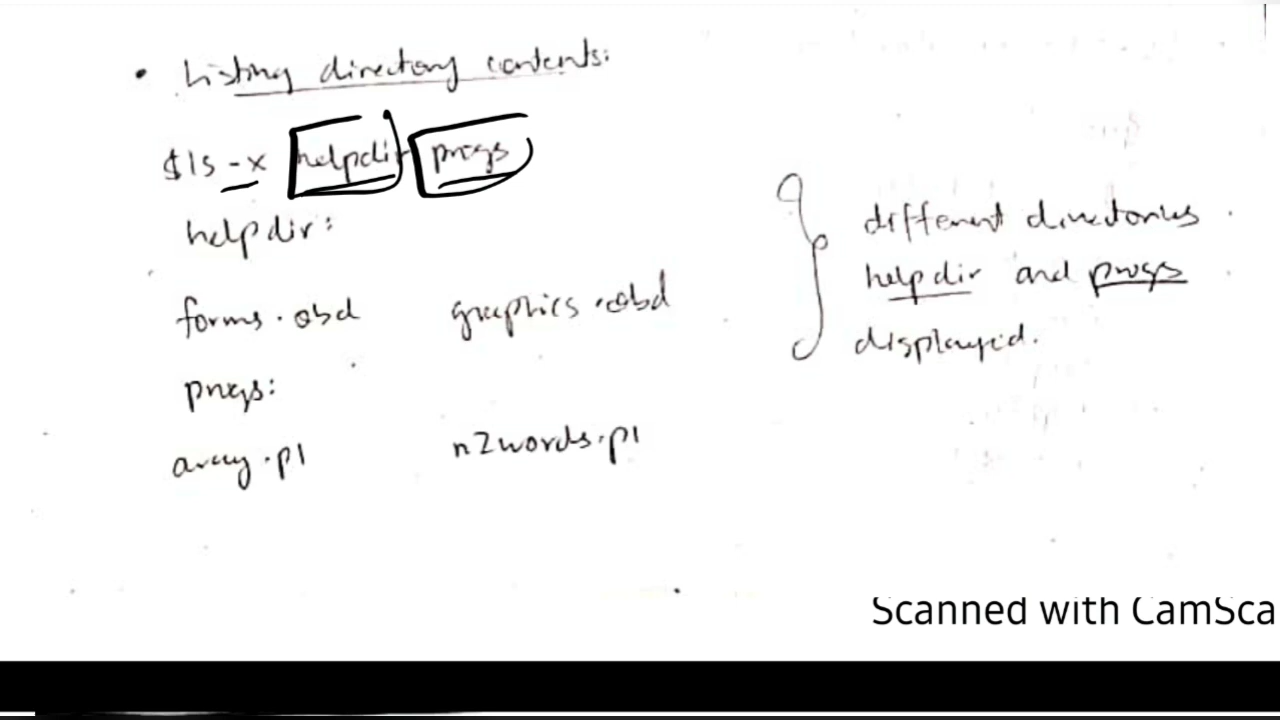 • Listing directory contents:
$ls -x helpdir progs
helpdir:
forms.obd graphics.obd
progs:
array.pl n2words.pl
different directories.
helpdir and progs
displayed.
Scanned with CamSca